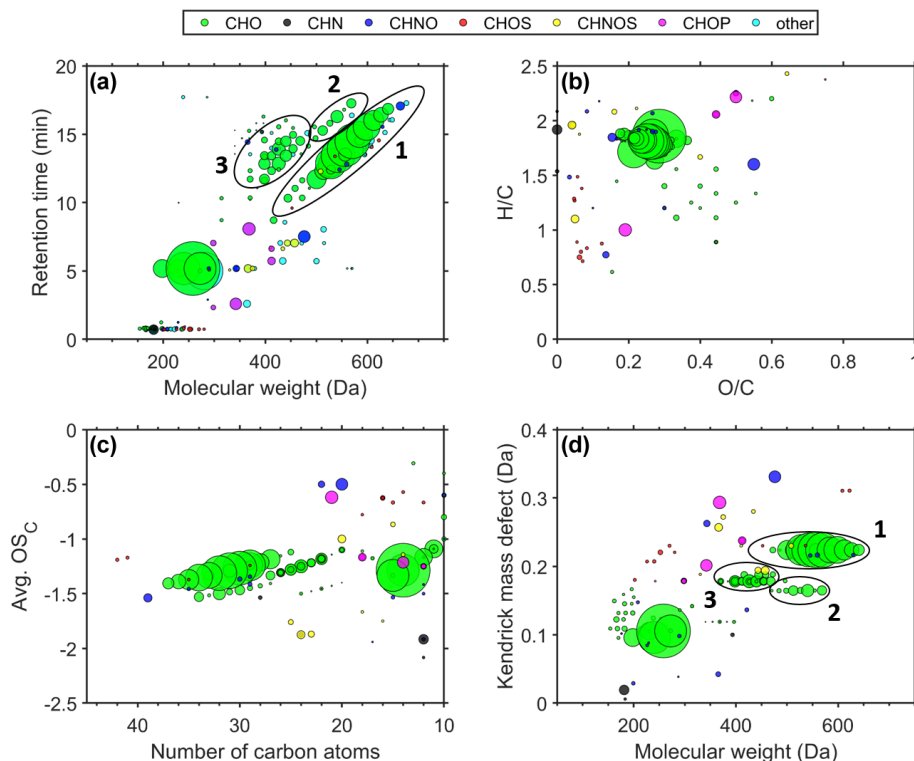 CHO CHN CHNO CHOS CHNOS CHOP other
(a)
20
15
10
5
0
200 400 600
Retention time (min)
Molecular weight (Da)
1
2
3
(b)
2.5
2
1.5
1
0.5
0
0 0.2 0.4 0.6 0.8 1
H/C
O/C
(c)
0
-0.5
-1
-1.5
-2
-2.5
40 30 20 10
Avg. OSC
Number of carbon atoms
(d)
0.4
0.3
0.2
0.1
0
200 400 600
Kendrick mass defect (Da)
Molecular weight (Da)
1
2
3